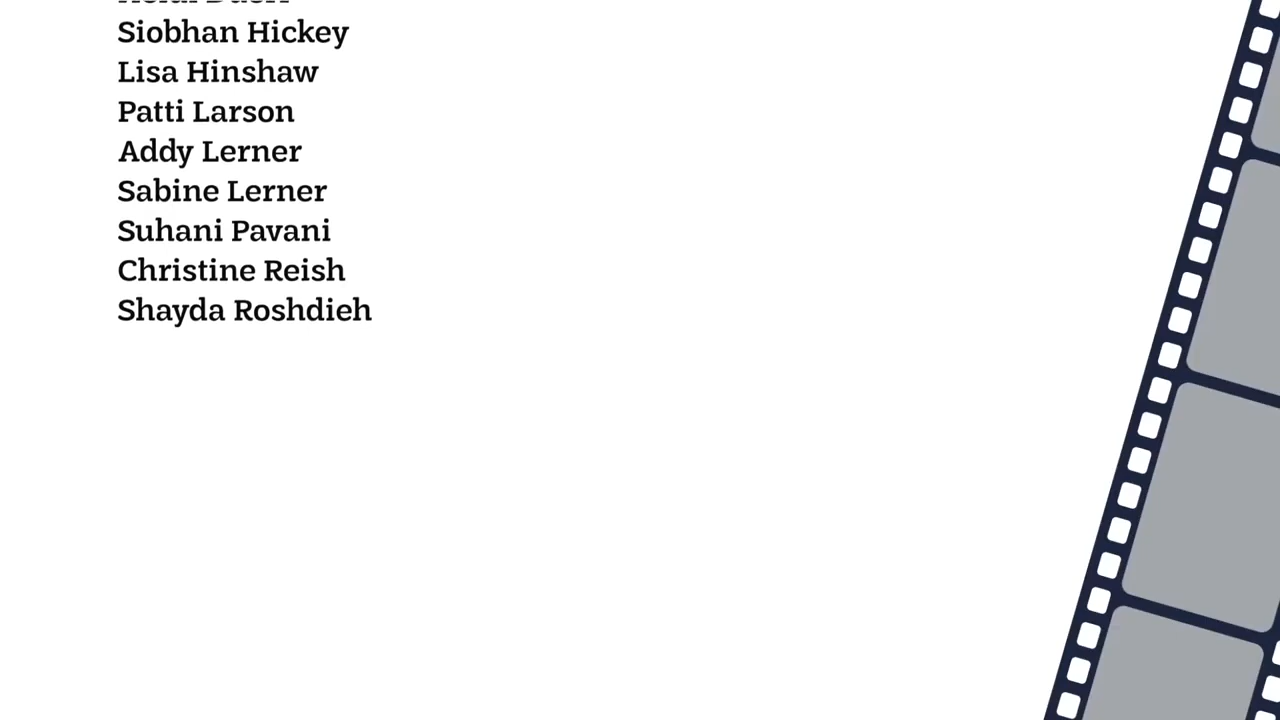 Siobhan Hickey
Lisa Hinshaw
Patti Larson
Addy Lerner
Sabine Lerner
Suhani Pavani
Christine Reish
Shayda Roshdieh